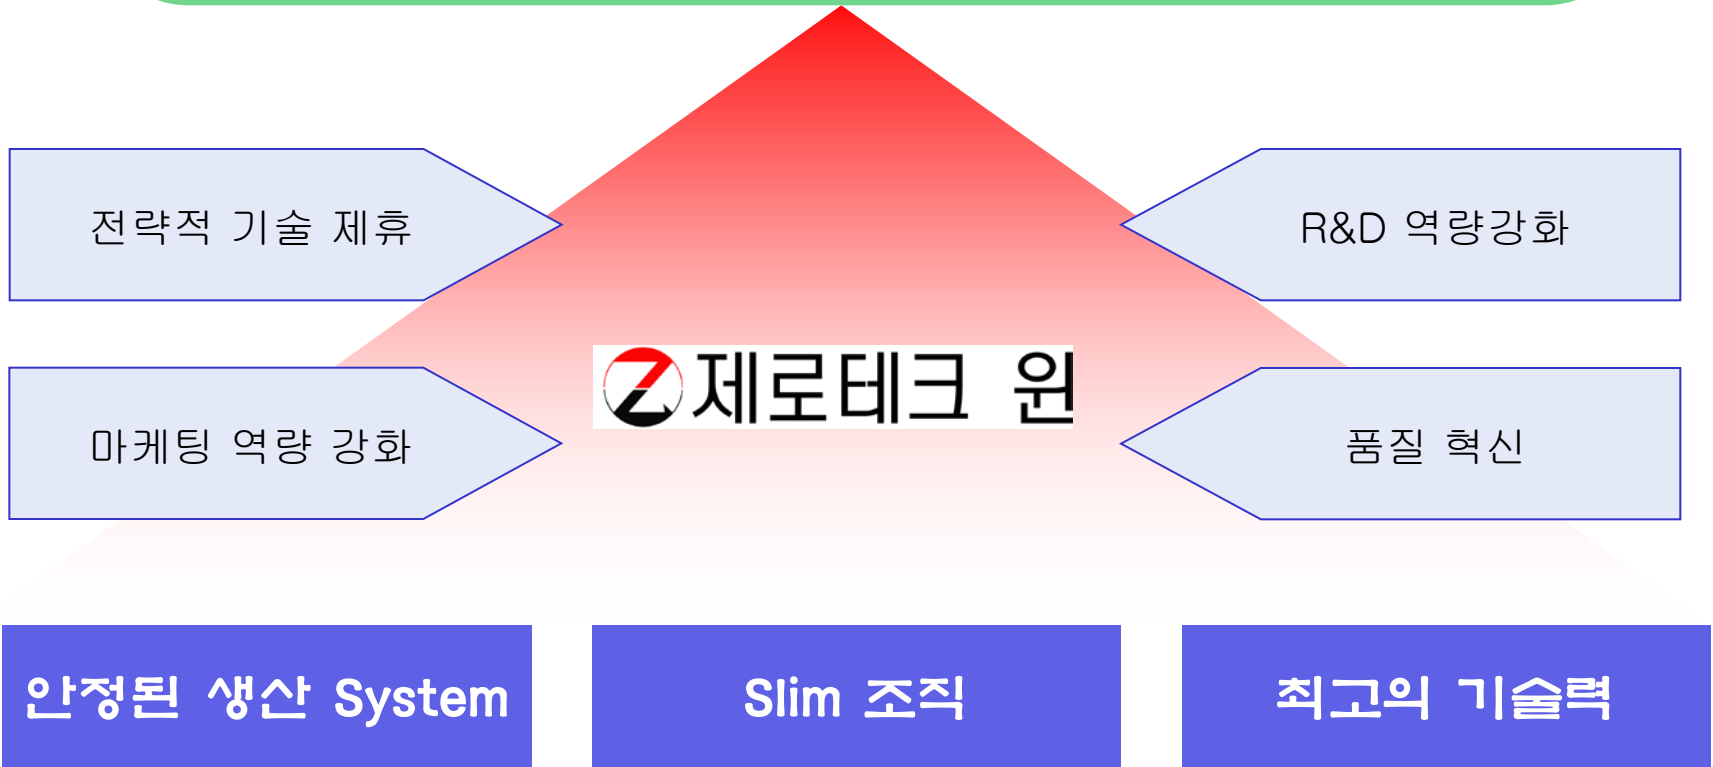 전략적 기술 제휴
R&D 역량강화
제로테크 원
마케팅 역량 강화
품질 혁신
안정된 생산 System
Slim 조직
최고의 기술력